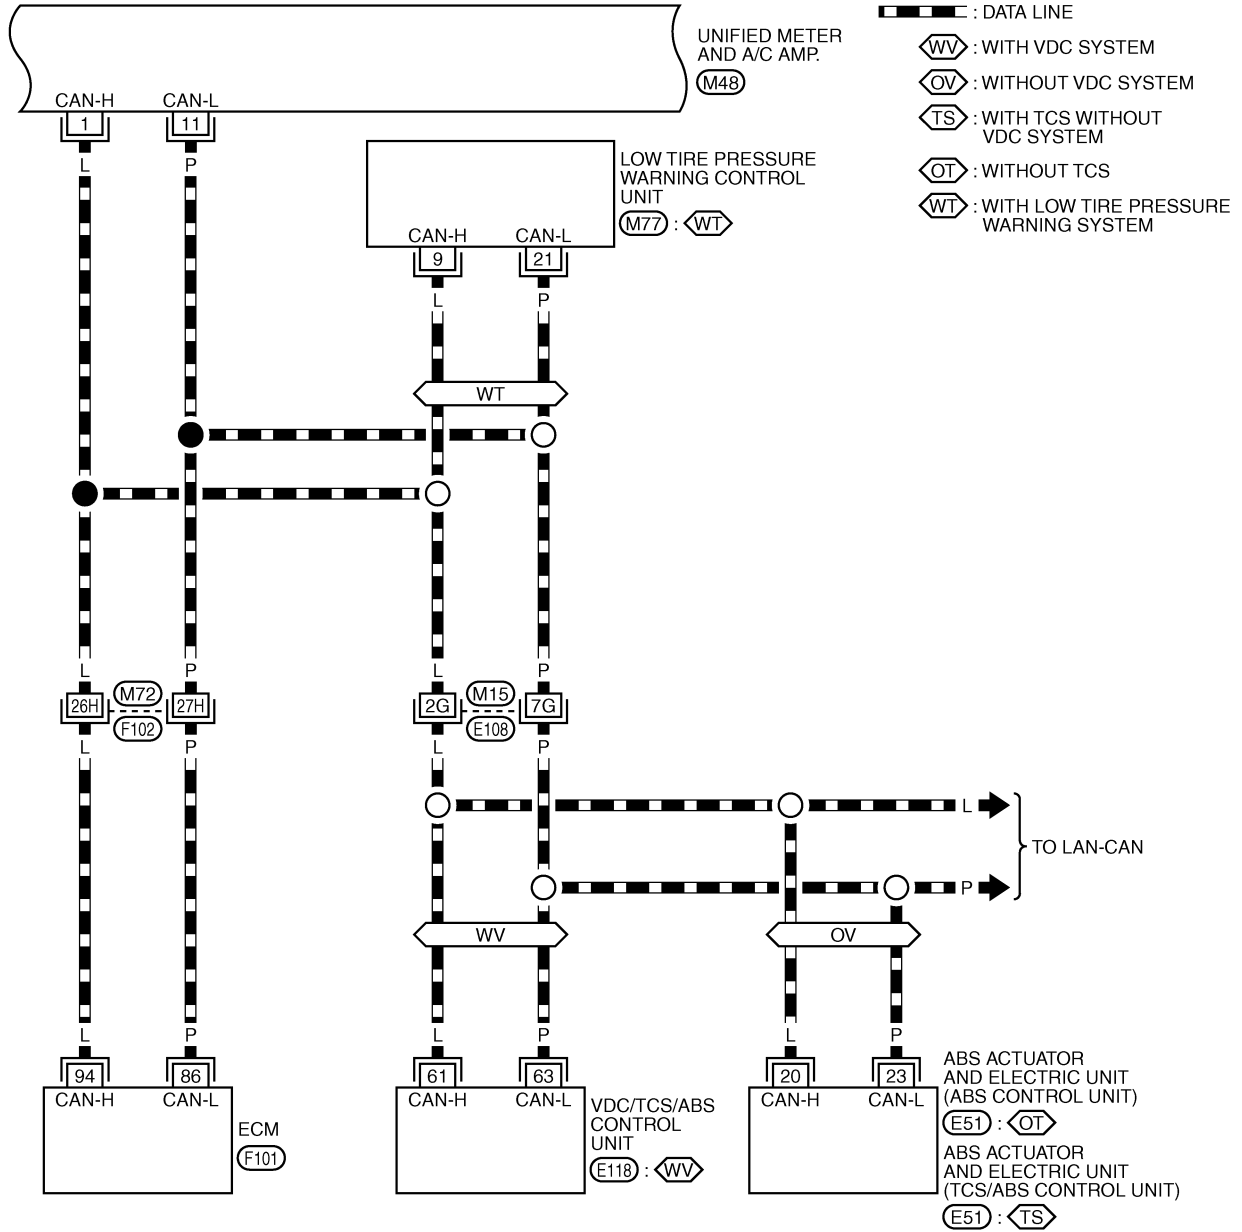 : DATA LINE
WV : WITH VDC SYSTEM
OV : WITHOUT VDC SYSTEM
TS : WITH TCS WITHOUT
VDC SYSTEM
OT : WITHOUT TCS
WT : WITH LOW TIRE PRESSURE
WARNING SYSTEM
UNIFIED METER
AND A/C AMP.
M48
CAN-H CAN-L
1 11
L P
LOW TIRE PRESSURE
WARNING CONTROL
UNIT
M77 : WT
CAN-H CAN-L
9 21
L P
WT
L P L P
26H M72 27H 2G M15 7G
F102 E108
L P L P
L
TO LAN-CAN
P
WV OV
L P L P L P
94 86 61 63 20 23
CAN-H CAN-L CAN-H CAN-L CAN-H CAN-L
ECM
F101
VDC/TCS/ABS
CONTROL
UNIT
E118 : WV
ABS ACTUATOR
AND ELECTRIC UNIT
(ABS CONTROL UNIT)
E51 : OT
ABS ACTUATOR
AND ELECTRIC UNIT
(TCS/ABS CONTROL UNIT)
E51 : TS